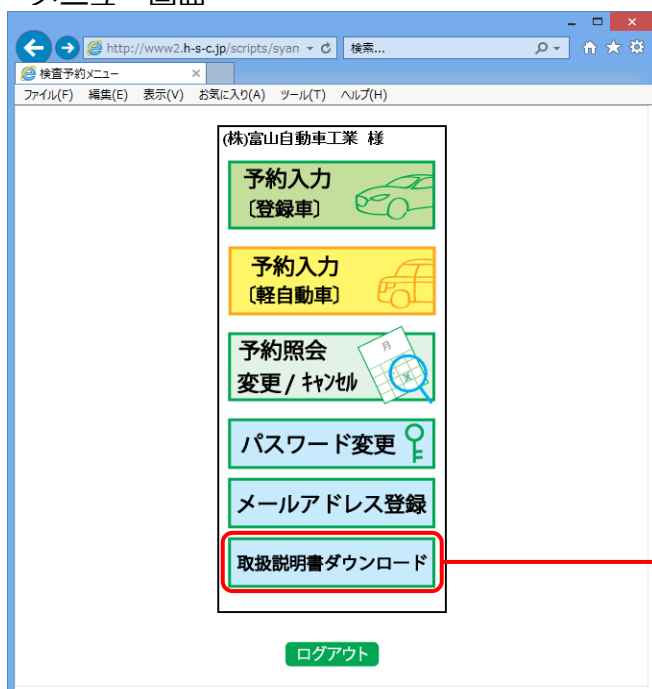 メニュー画面
http://www2.h-s-c.jp/scripts/syan
検索...
検査予約メニュー
ファイル(F) 編集(E) 表示(V) お気に入り(A) ツール(T) ヘルプ(H)
(株)富山自動車工業 様
予約入力
〔登録車〕
予約入力
〔軽自動車〕
予約照会
月
変更 / キャンセル
パスワード変更
メールアドレス登録
取扱説明書ダウンロード
ログアウト